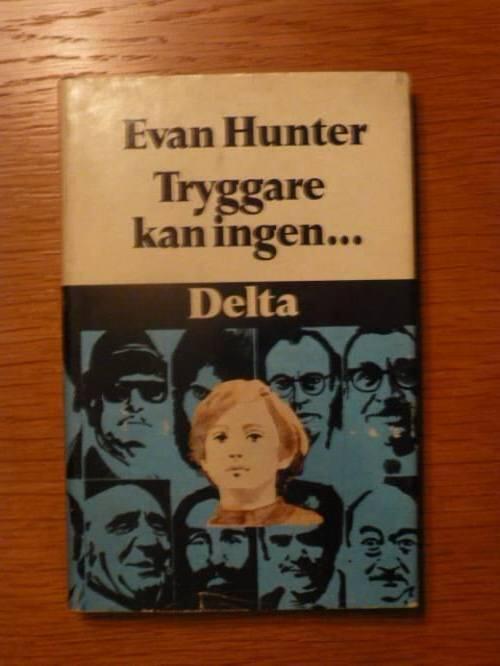 Evan Hunter
Tryggare
kan ingen...
Delta